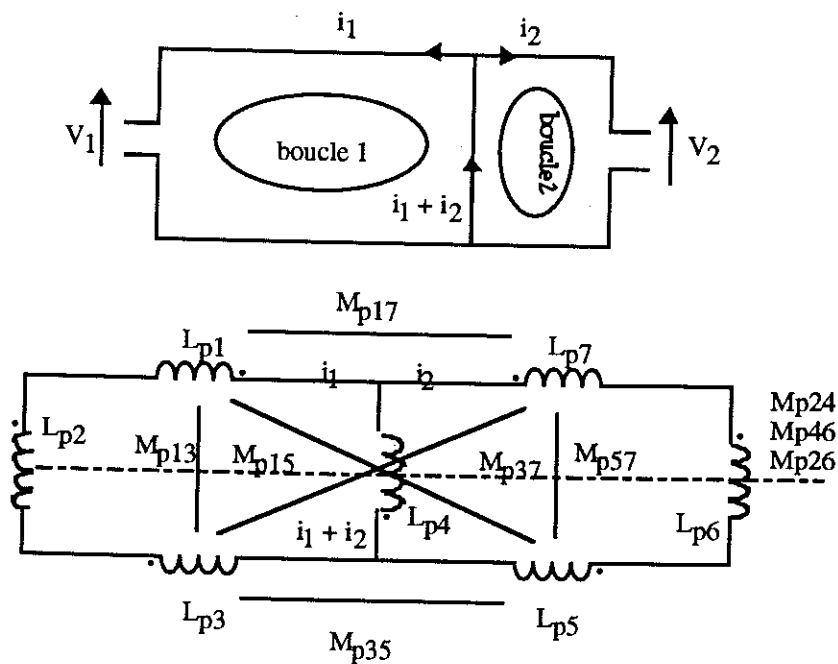 i1 i2
V1 boucle 1 boucle2 V2
i1 + i2
Mp17
Lp1 Lp7
i1 i2
Lp2 Mp24
Mp13 Mp15 Mp37 Mp57 Mp46
Mp26
i1 + i2 Lp4 Lp6
Lp3 Lp5
Mp35